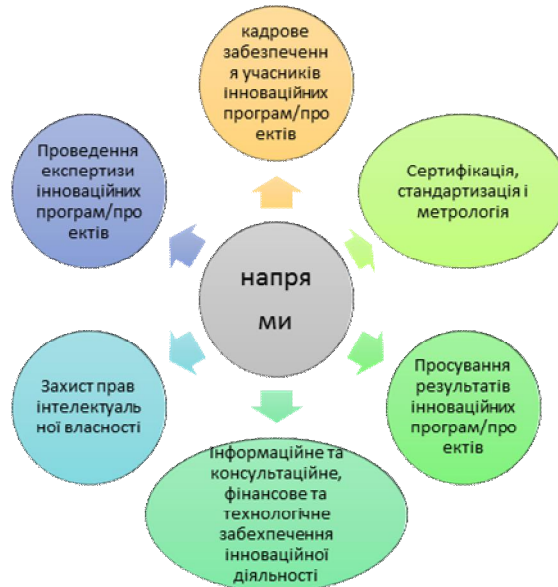 кадрове
забезпеченн
я учасників
інноваційних
програм/про
ектів
Сертифікація,
стандартизація і
метрологія
Просування
результатів
інноваційних
програм/про
ектів
Інформаційне та
консультаційне,
фінансове та
технологічне
забехпечення
інноваційної
діяльності
Захист прав
інтелектуаль
ної власності
Проведення
експертизи
інноваційних
програм/про
ектів
напря
ми